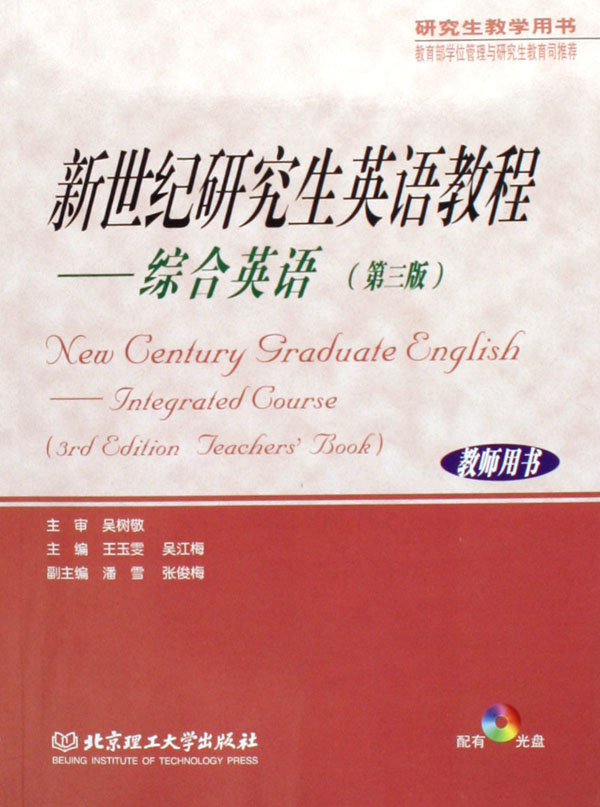 研究生教学用书
教育部学位管理与研究生教育司推荐
新世纪研究生英语教程
——综合英语（第三版）
New Century Graduate English
——Integrated Course
(3rd Edition Teachers' Book)
教师用书
主审 吴树敬
主编 王玉雯 吴江梅
副主编 潘雪 张俊梅
北京理工大学出版社
BEIJING INSTITUTE OF TECHNOLOGY PRESS
配有 光盘